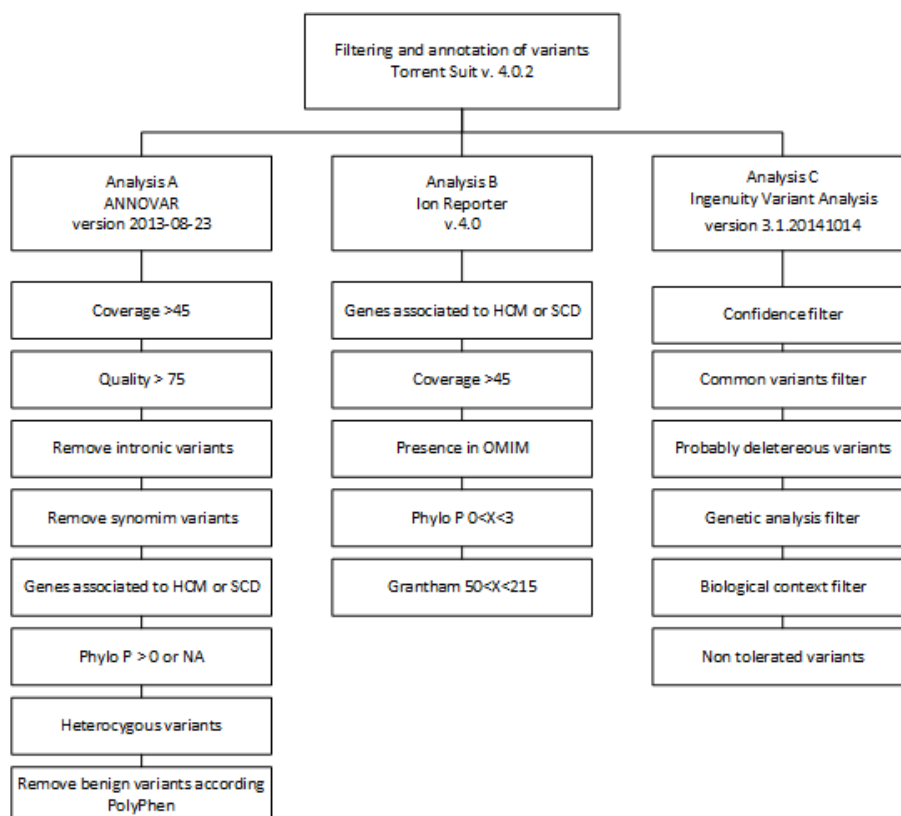 Filtering and annotation of variants
Torrent Suit v. 4.0.2
Analysis A
ANNOVAR
version 2013-08-23
Coverage >45
Quality > 75
Remove intronic variants
Remove synomim variants
Genes associated to HCM or SCD
Phylo P > 0 or NA
Heterocygous variants
Remove benign variants according
PolyPhen
Analysis B
Ion Reporter
v.4.0
Genes associated to HCM or SCD
Coverage >45
Presence in OMIM
Phylo P 0<X<3
Grantham 50<X<215
Analysis C
Ingenuity Variant Analysis
version 3.1.20141014
Confidence filter
Common variants filter
Probably deletereous variants
Genetic analysis filter
Biological context filter
Non tolerated variants